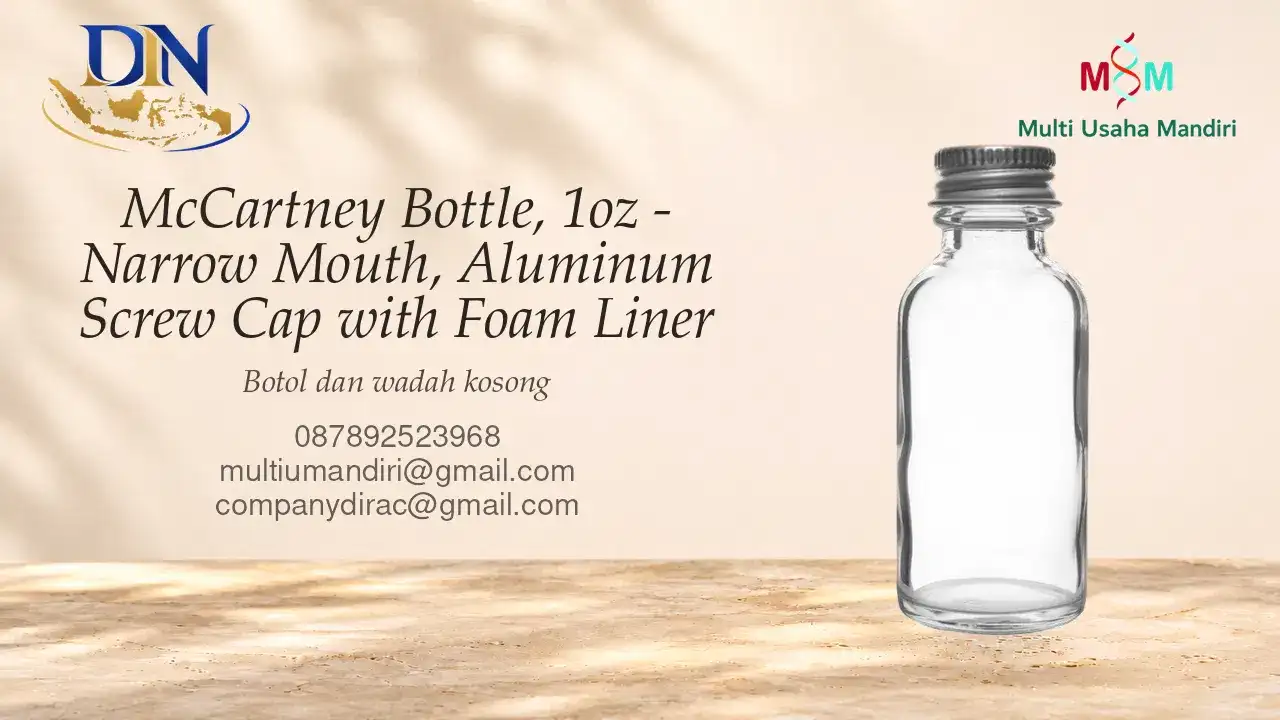 DIN
MSM
Multi Usaha Mandiri
McCartney Bottle, 1oz -
Narrow Mouth, Aluminum
Screw Cap with Foam Liner
Botol dan wadah kosong
087892523968
multiumandiri@gmail.com
companydirac@gmail.com